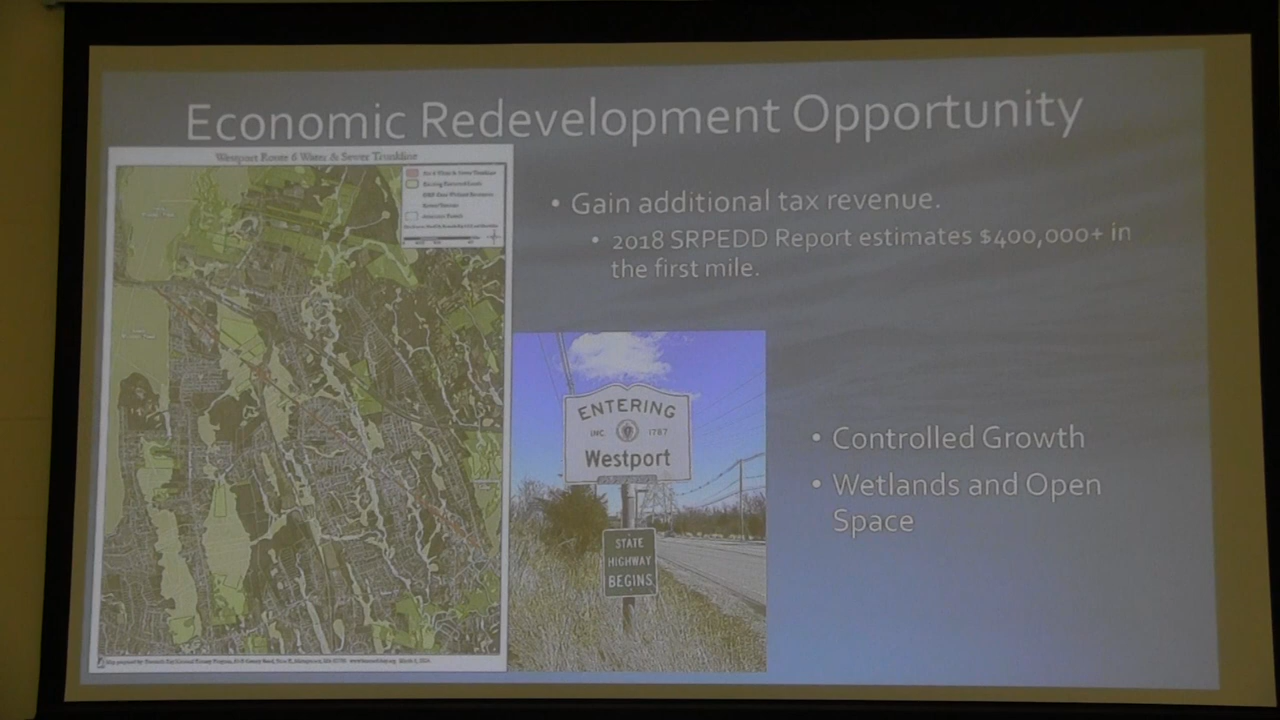 Economic Redevelopment Opportunity
Westport Route 6 Water & Sewer Trunkline
• Gain additional tax revenue.
• 2018 SRPEDD Report estimates $400,000+ in
the first mile.
ENTERING
INC. 1787
Westport
STATE
HIGHWAY
BEGINS
• Controlled Growth
• Wetlands and Open
Space